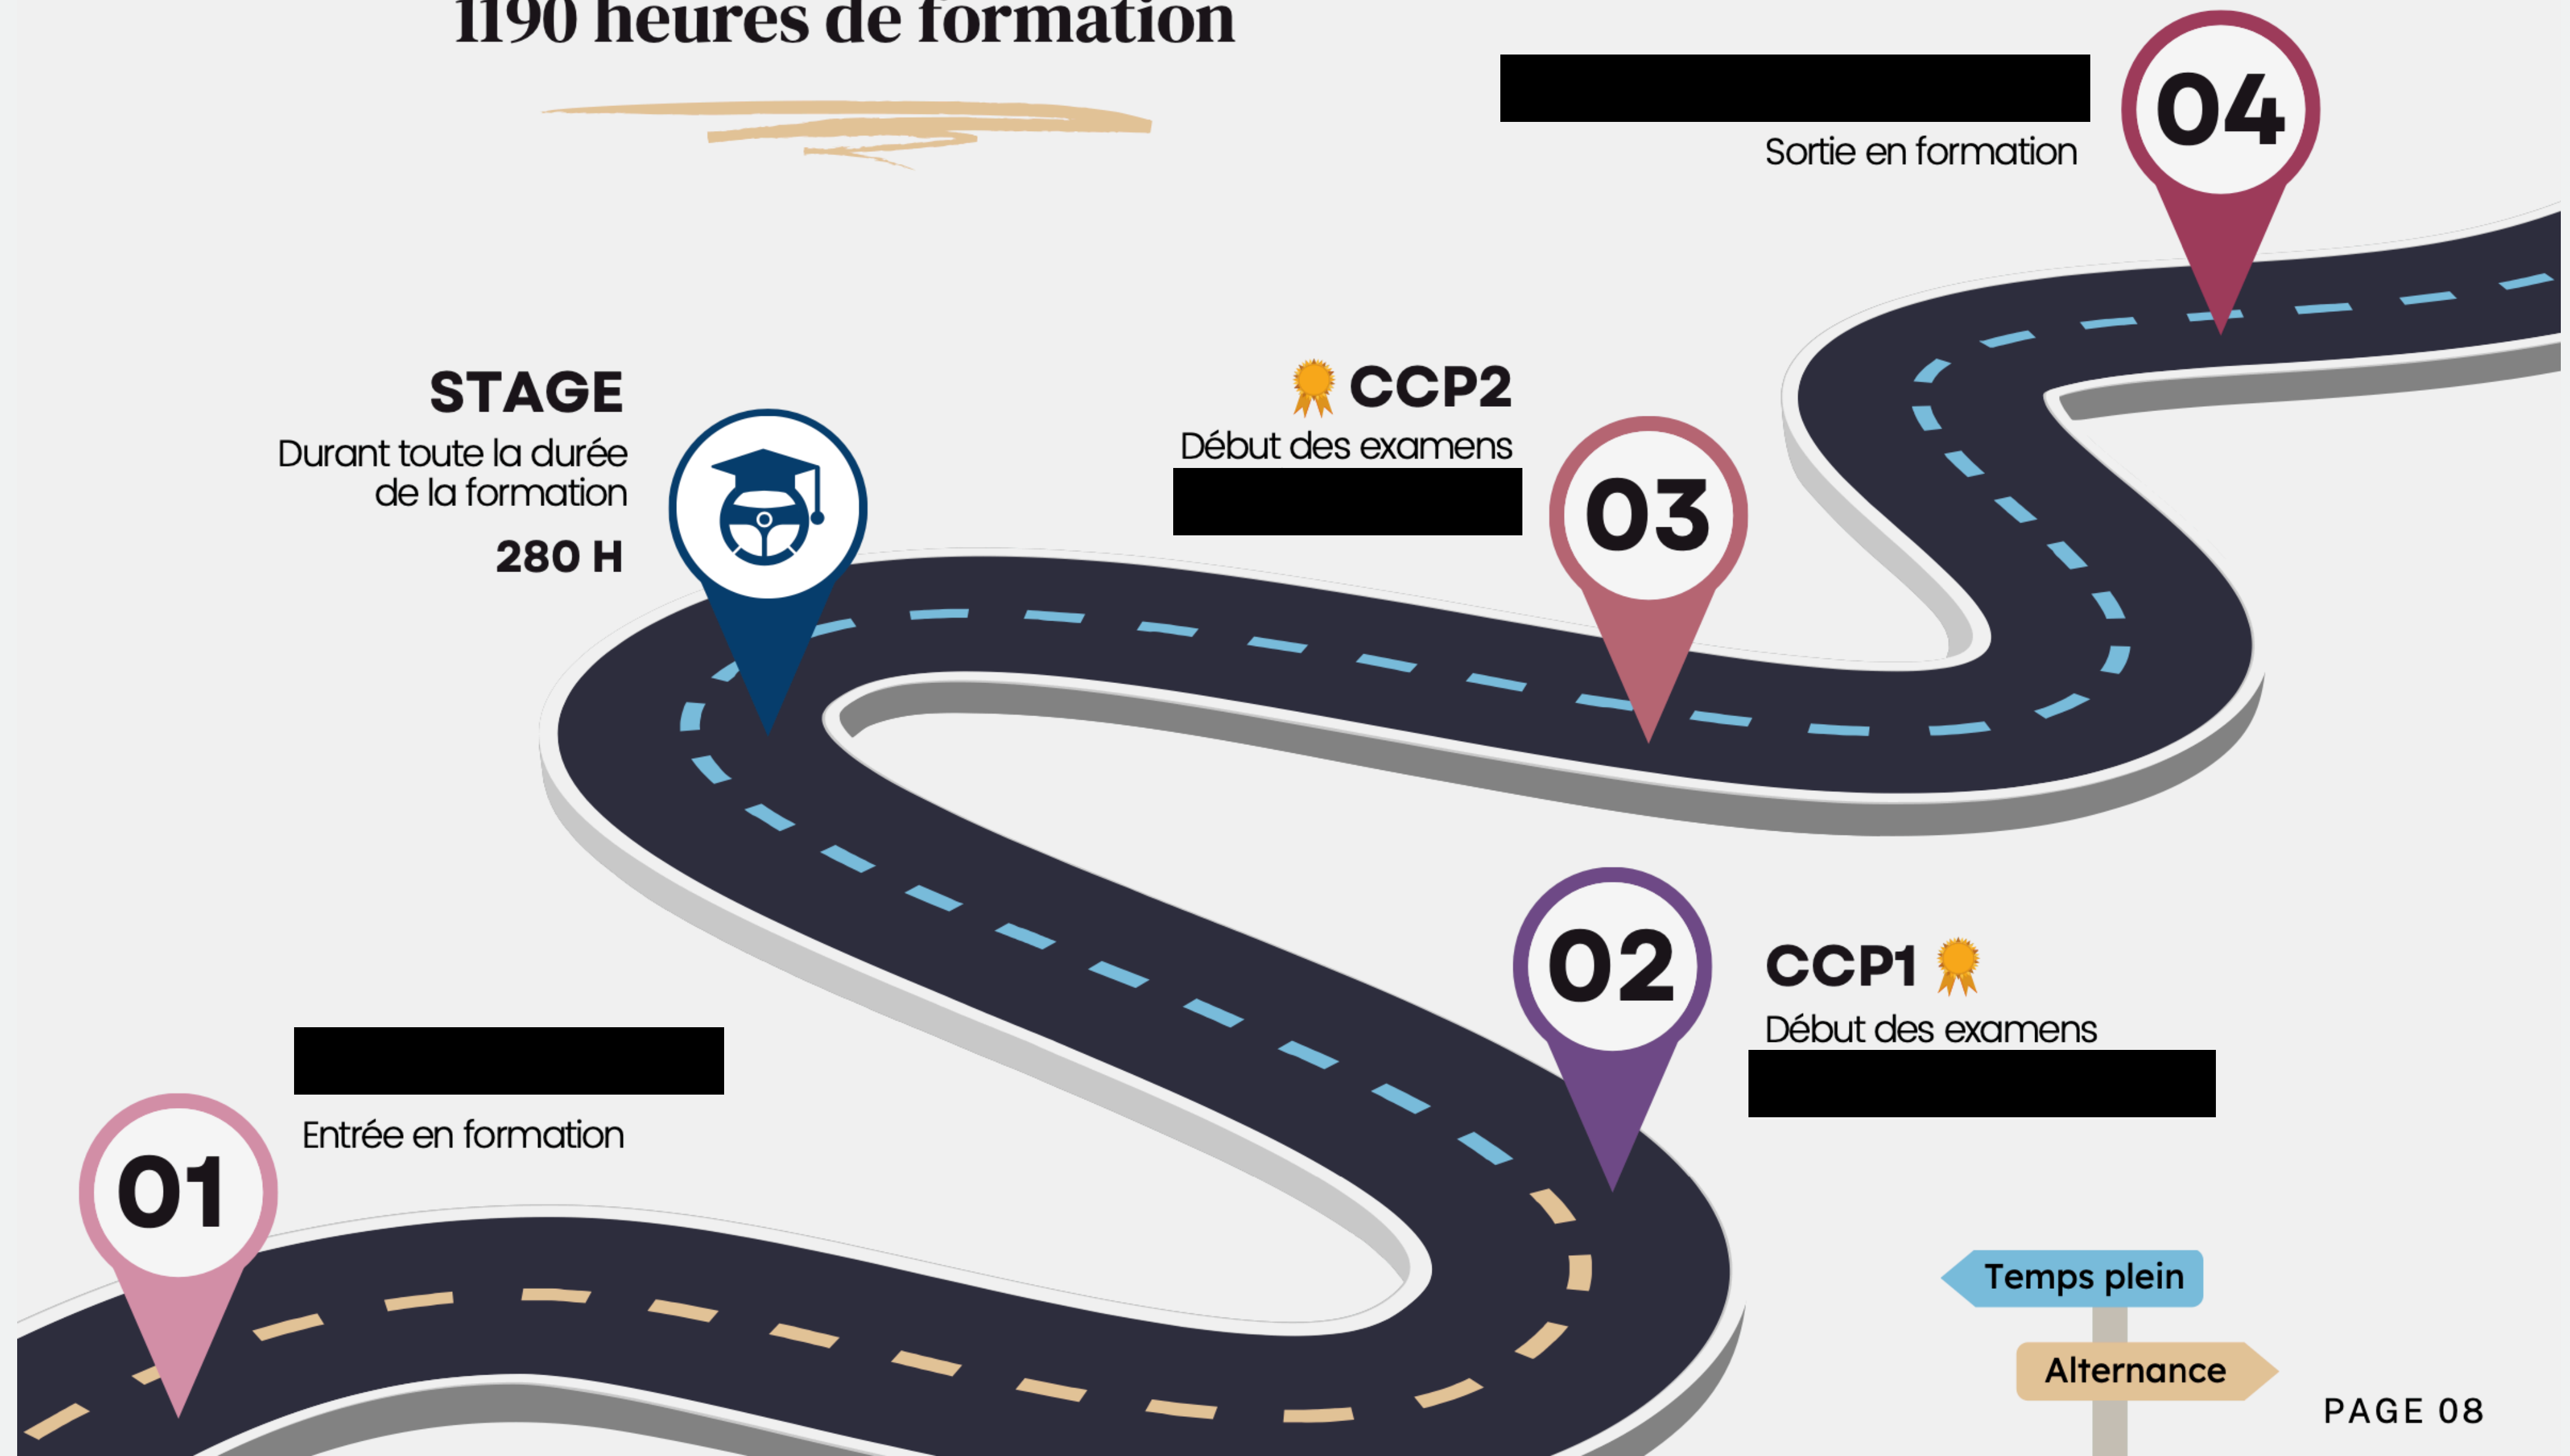 1190 heures de formation
04
Sortie en formation
STAGE
Durant toute la durée
de la formation
280 H
CCP2
Début des examens
03
02
CCP1
Début des examens
Entrée en formation
01
Temps plein
Alternance
PAGE 08